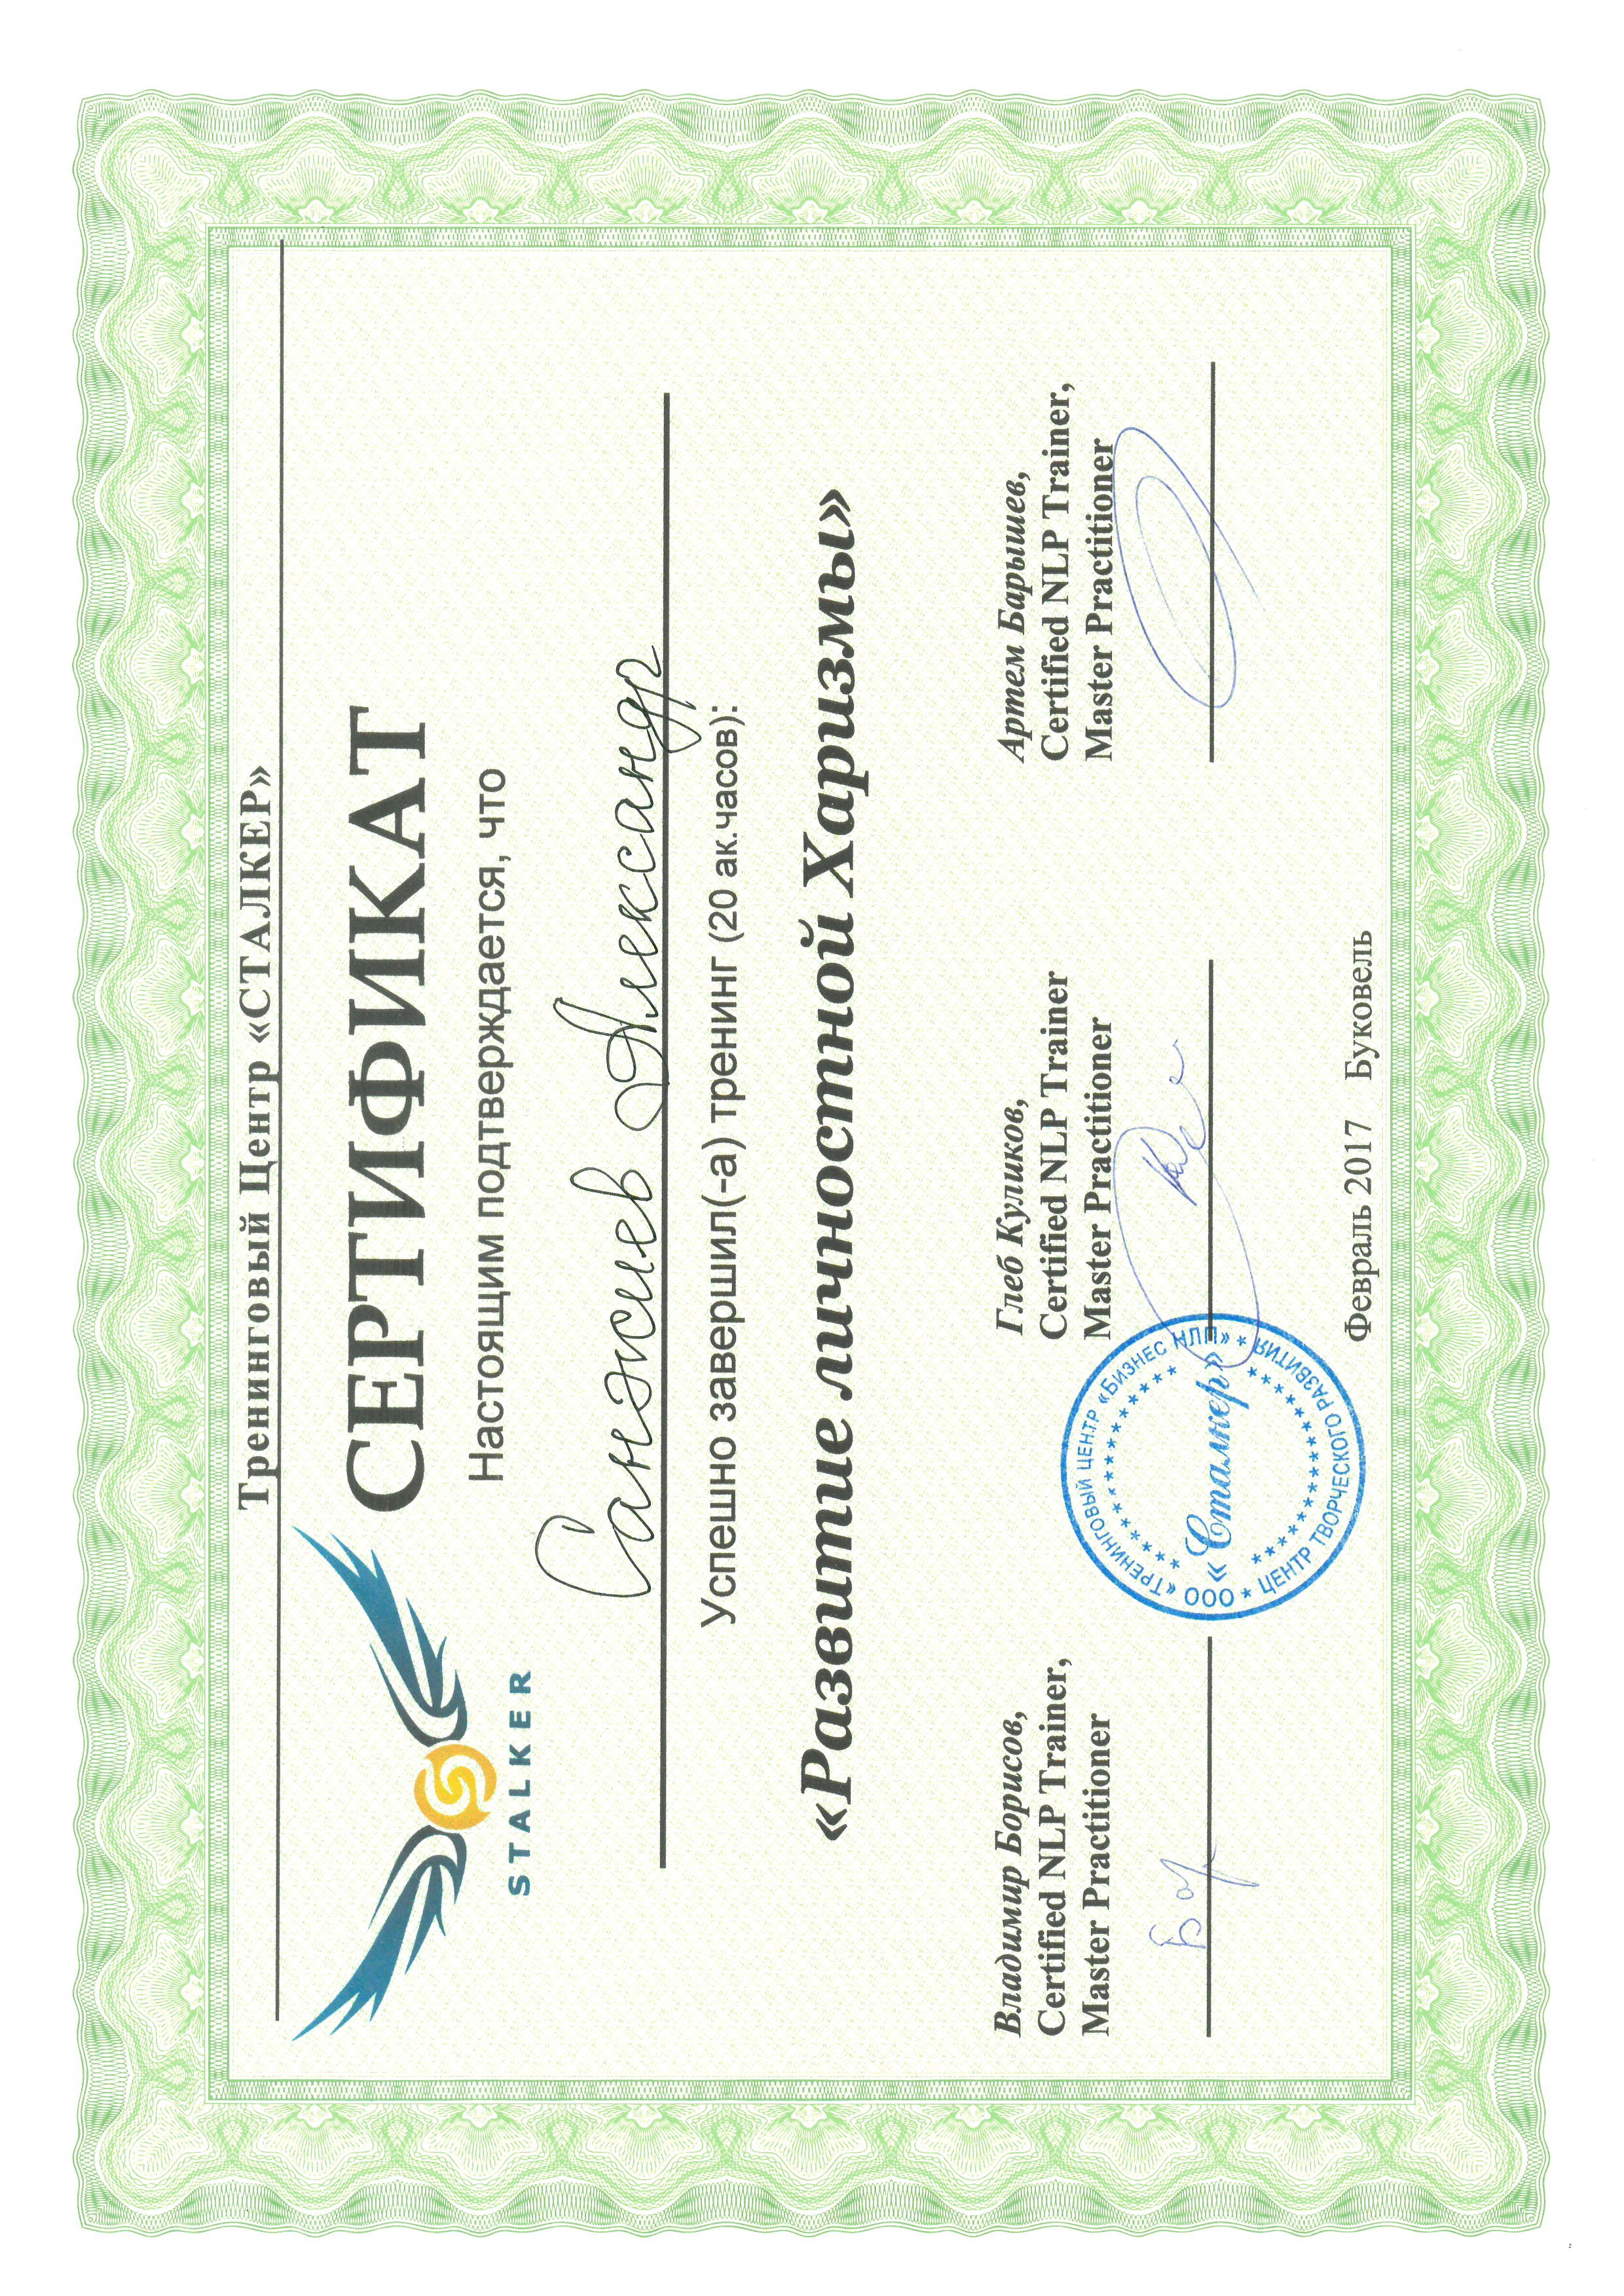 Тренинговый Центр «СТАЛКЕР»
STALKER
СЕРТИФИКАТ
Настоящим подтверждается, что
Санжиев Александр
Успешно завершил(-а) тренинг (20 ак.часов):
«Развитие личностной Харизмы»
Владимир Борисов,
Certified NLP Trainer,
Master Practitioner
Глеб Куликов,
Certified NLP Trainer
Master Practitioner
Артем Барышев,
Certified NLP Trainer,
Master Practitioner
Бор
ООО «ТРЕНИНГОВЫЙ ЦЕНТР «БИЗНЕС НЛП»
«Сталкер»
ЦЕНТР ТВОРЧЕСКОГО РАЗВИТИЯ
Февраль 2017 Буковель